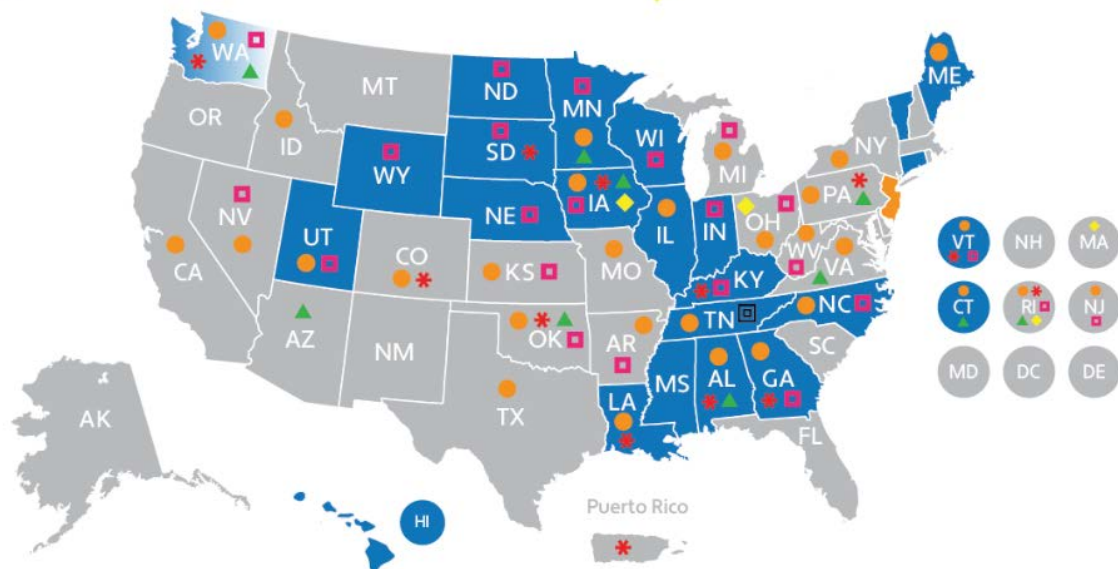 WA
ME
MT
ND
MN
OR
ID
SD
WI
NY
MI
WY
IA
PA
NE
NV
OH
IL
IN
UT
WV
CO
VA
CA
KS
MO
KY
VT
NH
MA
NC
TN
CT
RI
NJ
OK
AZ
NM
AR
SC
MS
AL
GA
MD
DC
DE
LA
TX
AK
FL
Puerto Rico
HI